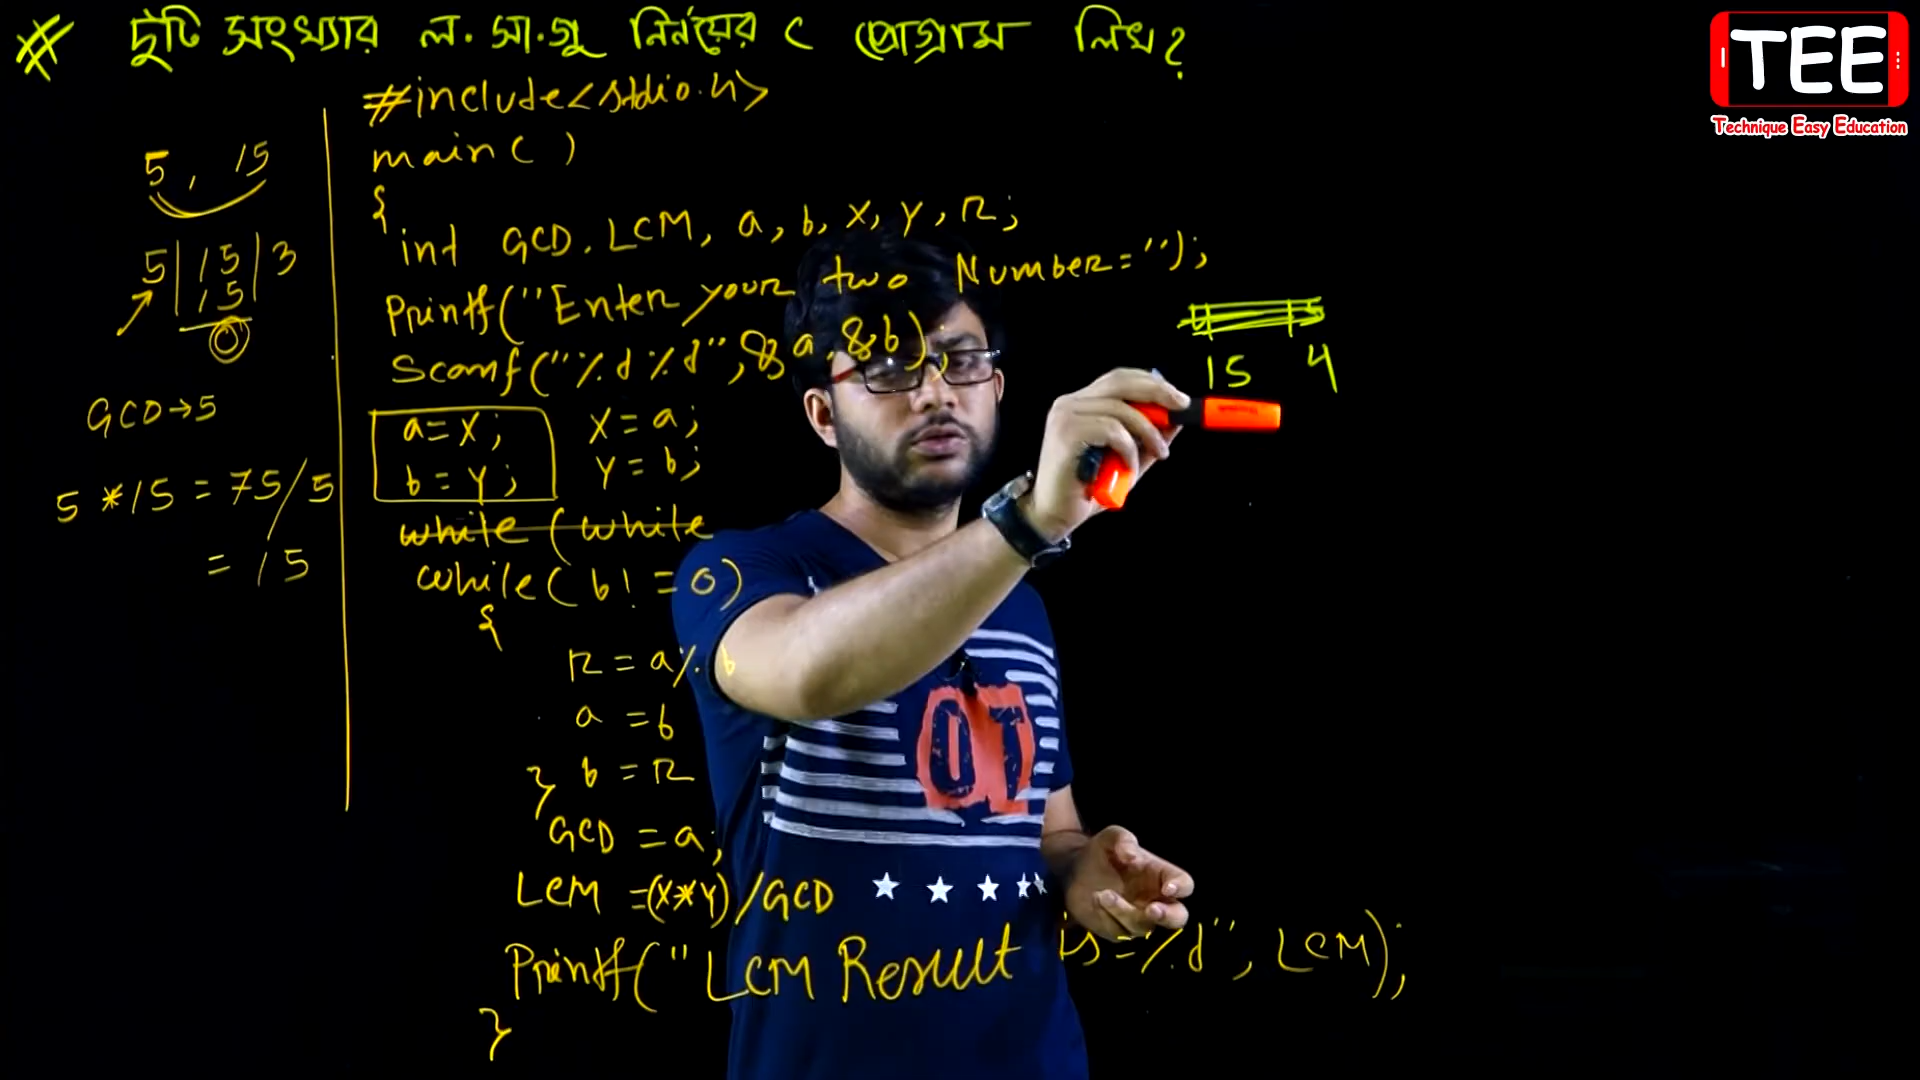 # দুটি সংখ্যার ল.সা.গু নির্নয়ের C প্রোগ্রাম লিখ?
TEE
Technique Easy Education
5, 15
5|15|3
15
0
GCD→5
5*15 = 75/5
= 15
#include<stdio.h>
main( )
{
int GCD, LCM, a, b, x, y, r;
Printf("Enter your two Number=");
Scanf("%d %d", &a, &b);
a=x; x=a;
b=y; y=b;
while (while
while(b!=0)
{
r=a%b
a=b
} b=r
GCD=a;
LCM=(x*y)/GCD
Printf("LCM Result is=%d", LCM);
}
15 4
OT